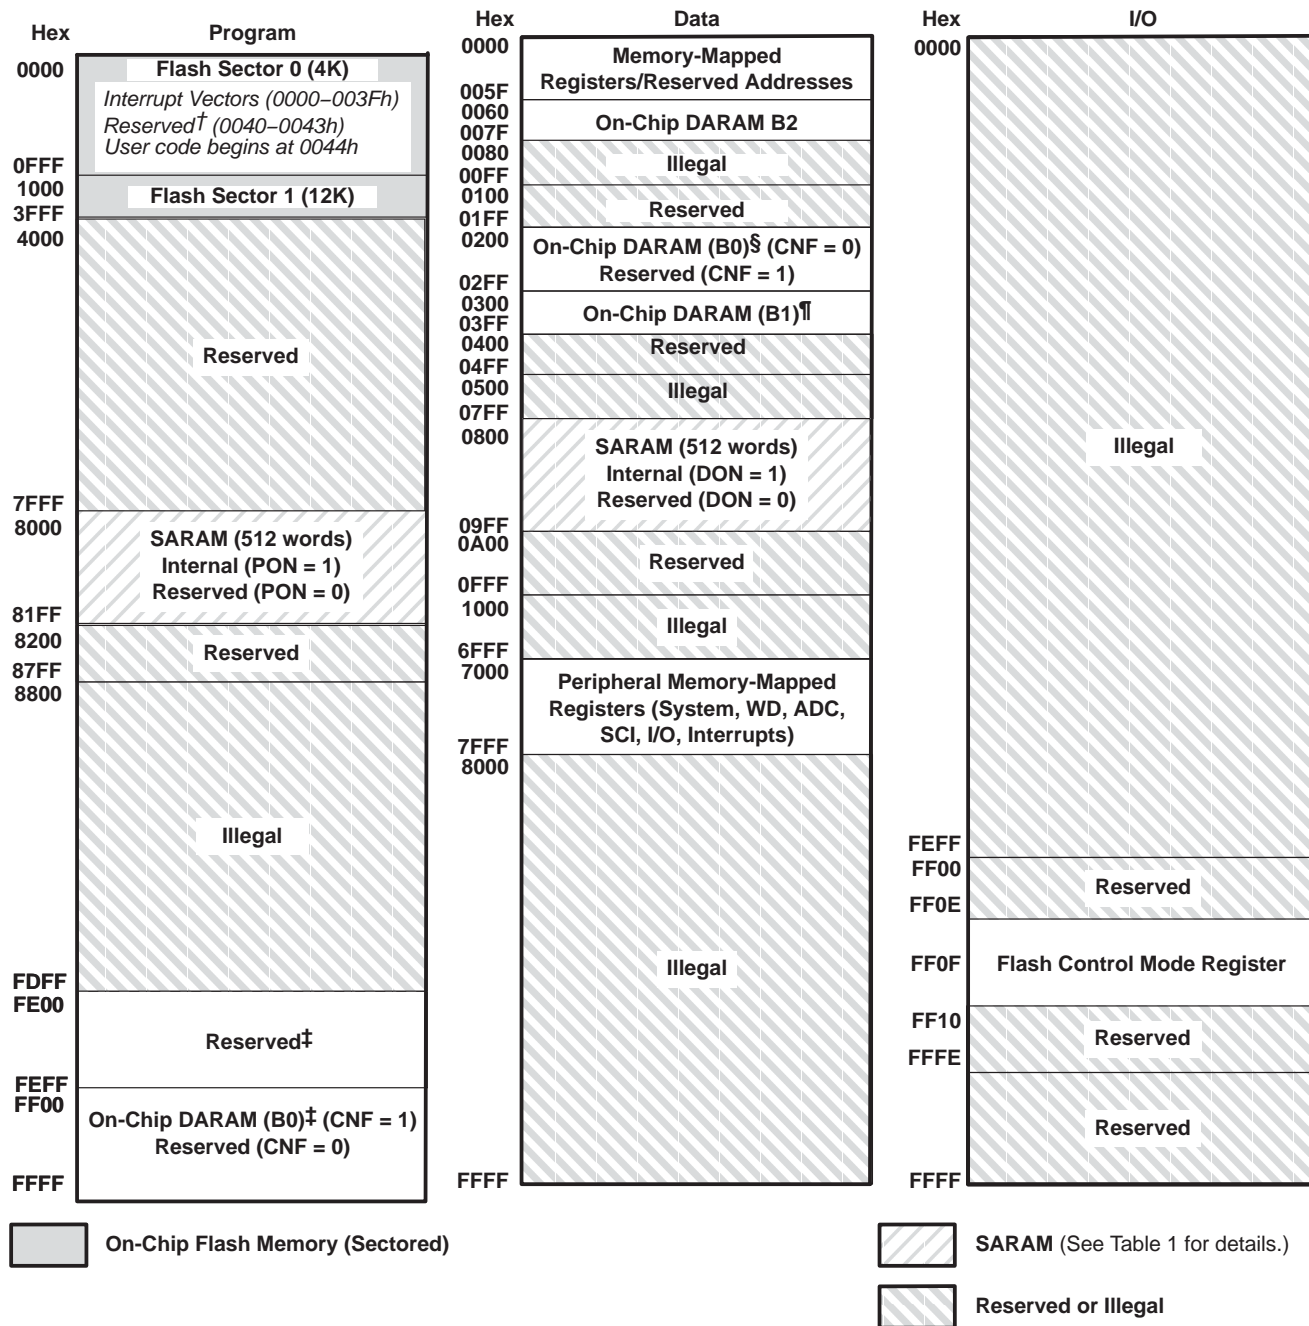 Hex Program
0000
Flash Sector 0 (4K)
Interrupt Vectors (0000–003Fh)
Reserved† (0040–0043h)
User code begins at 0044h
0FFF
1000
Flash Sector 1 (12K)
3FFF
4000
Reserved
7FFF
8000
SARAM (512 words)
Internal (PON = 1)
Reserved (PON = 0)
81FF
8200
Reserved
87FF
8800
Illegal
FDFF
FE00
Reserved‡
FEFF
FF00
On-Chip DARAM (B0)‡ (CNF = 1)
Reserved (CNF = 0)
FFFF
Hex Data
0000
Memory-Mapped
Registers/Reserved Addresses
005F
0060
On-Chip DARAM B2
007F
0080
Illegal
00FF
0100
Reserved
01FF
0200
On-Chip DARAM (B0)§ (CNF = 0)
Reserved (CNF = 1)
02FF
0300
On-Chip DARAM (B1)¶
03FF
0400
Reserved
04FF
0500
Illegal
07FF
0800
SARAM (512 words)
Internal (DON = 1)
Reserved (DON = 0)
09FF
0A00
Reserved
0FFF
1000
Illegal
6FFF
7000
Peripheral Memory-Mapped
Registers (System, WD, ADC,
SCI, I/O, Interrupts)
7FFF
8000
Illegal
FFFF
Hex I/O
0000
Illegal
FEFF
FF00
Reserved
FF0E
FF0F Flash Control Mode Register
FF10
Reserved
FFFE
Reserved
FFFF
On-Chip Flash Memory (Sectored)
SARAM (See Table 1 for details.)
Reserved or Illegal